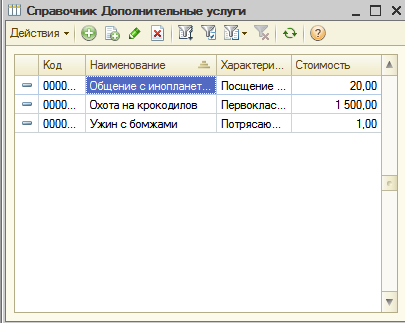 Справочник Дополнительные услуги
Действия
Код Наименование Характери... Стоимость
0000... Общение с инопланет... Посщение ... 20,00
0000... Охота на крокодилов Первоклас... 1 500,00
0000... Ужин с бомжами Потрясаю... 1,00